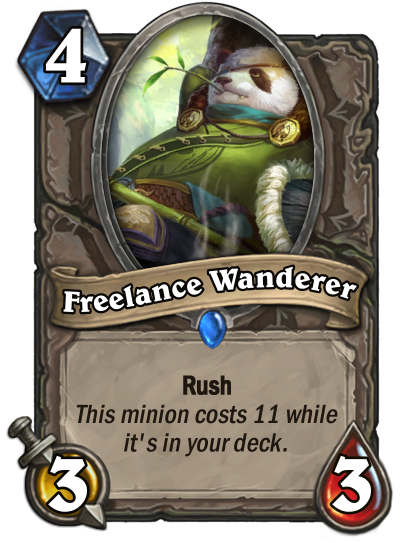 4
Freelance Wanderer
Rush
This minion costs 11 while
it's in your deck.
3
3